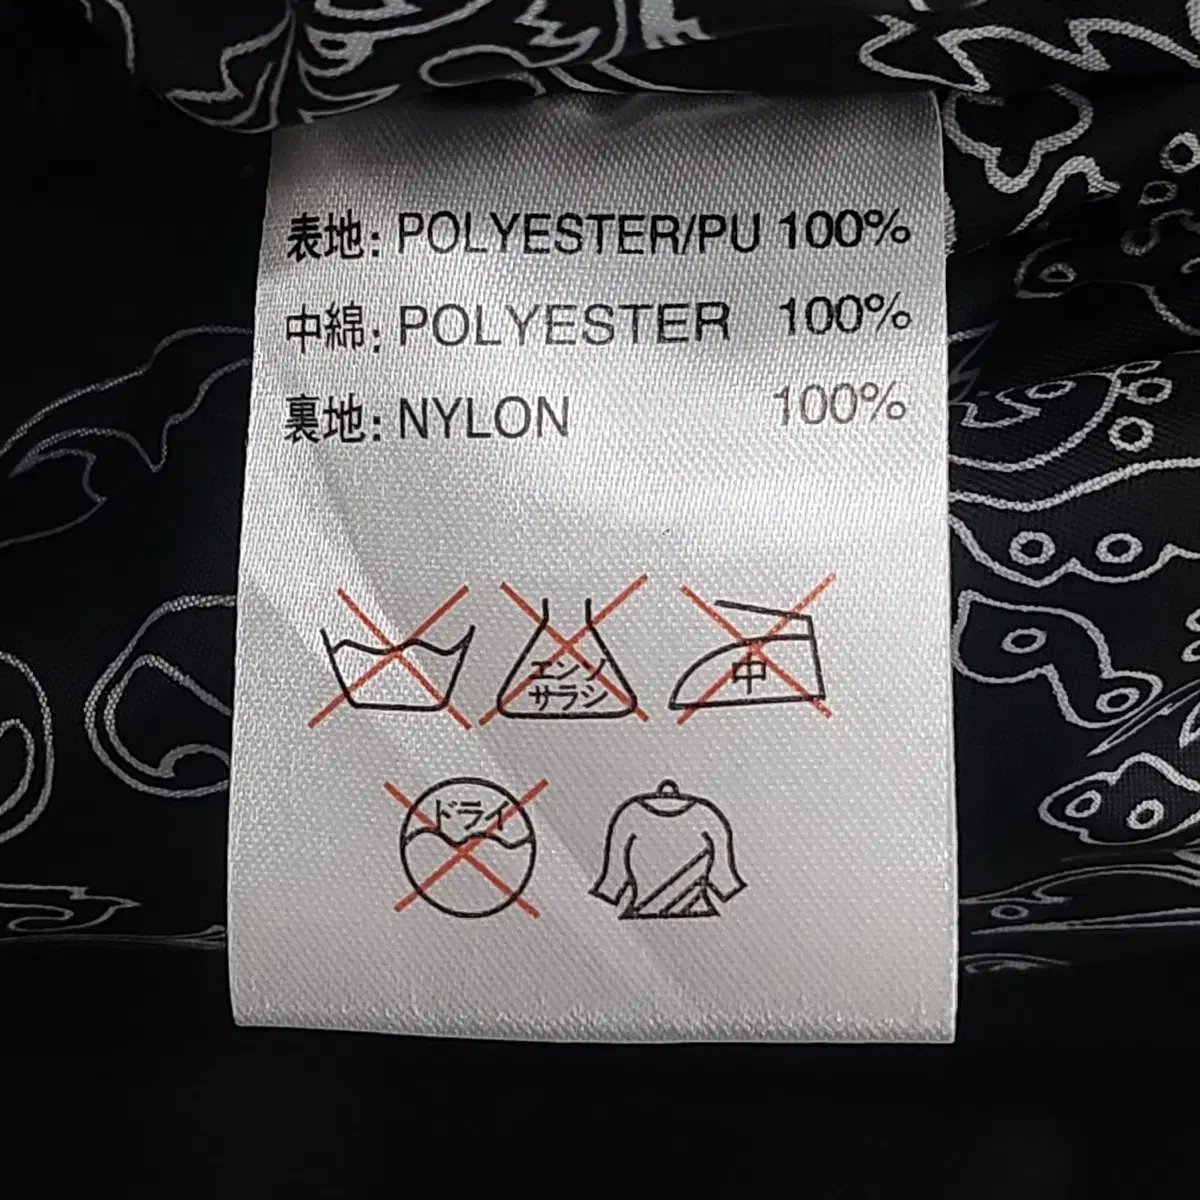 表地: POLYESTER/PU 100%
中綿: POLYESTER 100%
裏地: NYLON 100%
エンソ
サラシ
中
ドライ